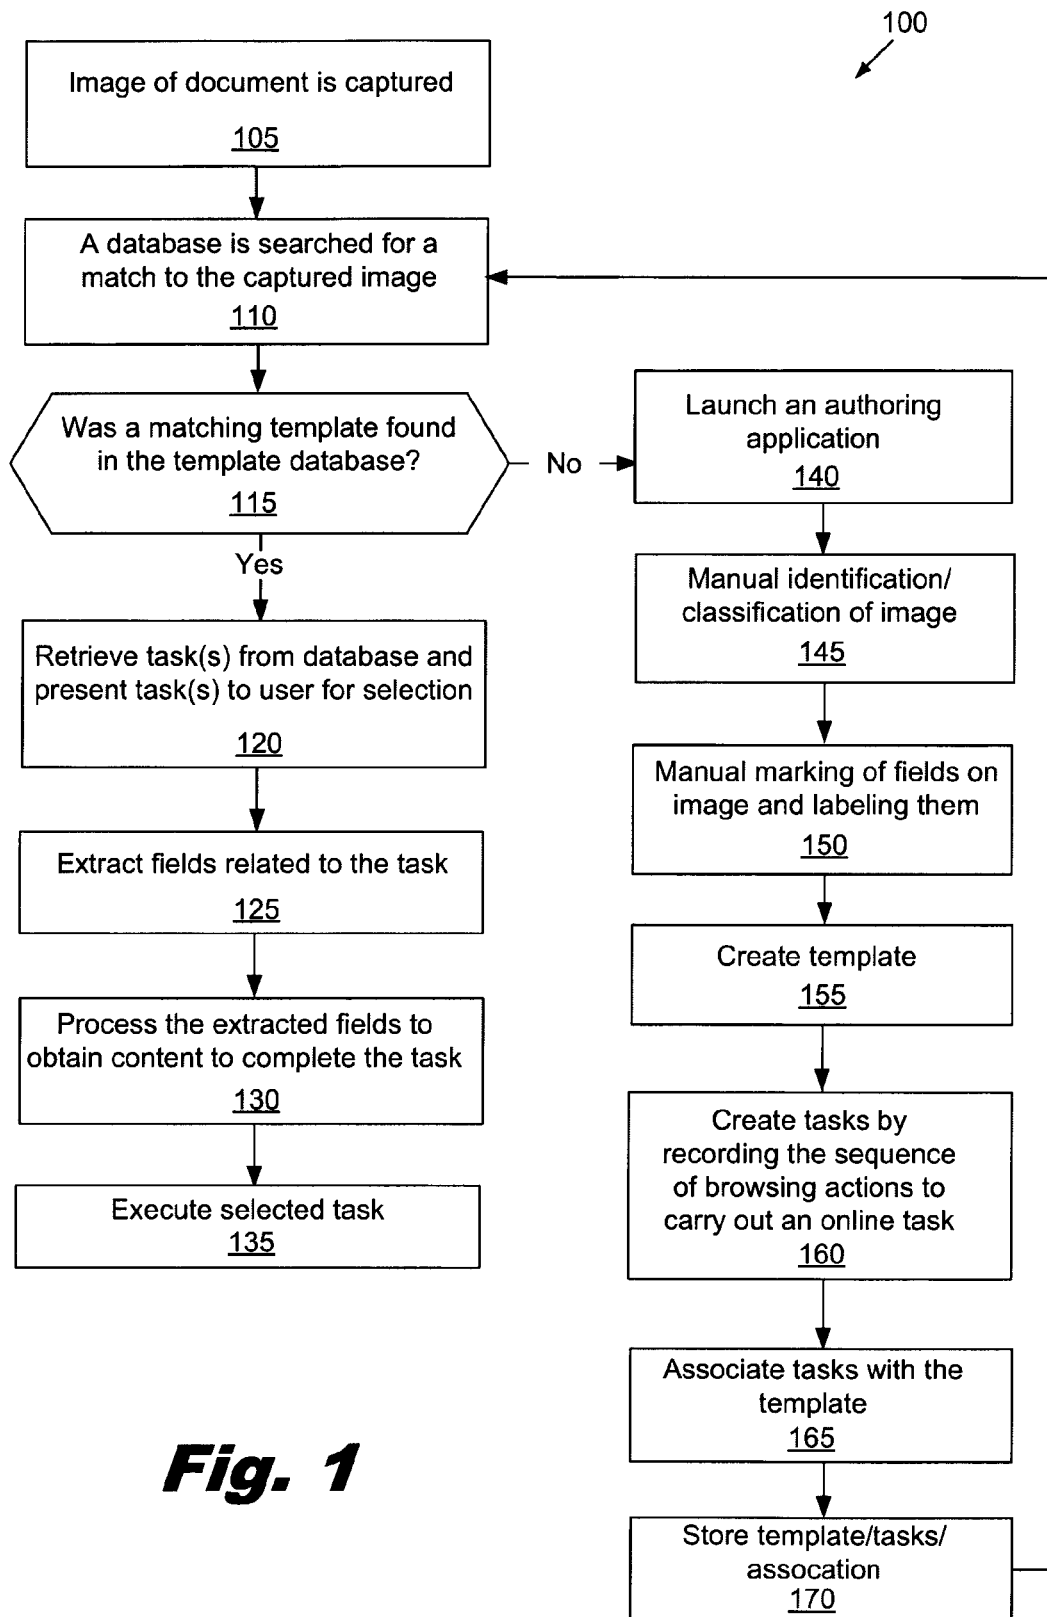 100
Image of document is captured
105
A database is searched for a
match to the captured image
110
Was a matching template found
in the template database?
115
No
Yes
Retrieve task(s) from database and
present task(s) to user for selection
120
Extract fields related to the task
125
Process the extracted fields to
obtain content to complete the task
130
Execute selected task
135
Launch an authoring
application
140
Manual identification/
classification of image
145
Manual marking of fields on
image and labeling them
150
Create template
155
Create tasks by
recording the sequence
of browsing actions to
carry out an online task
160
Associate tasks with the
template
165
Store template/tasks/
assocation
170
Fig. 1